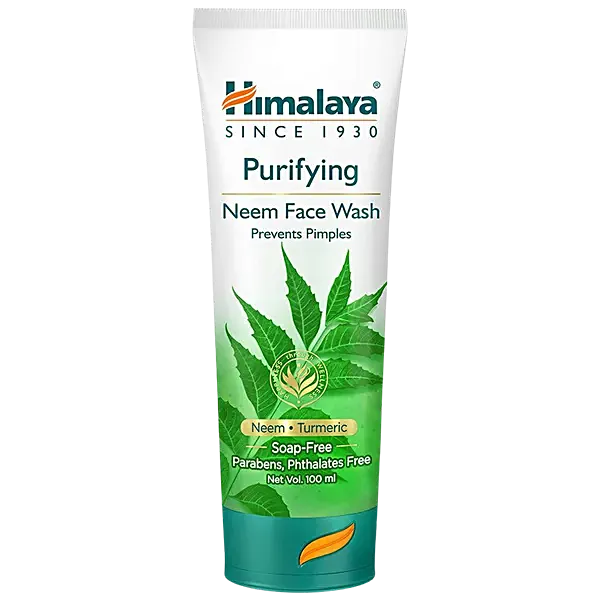 Himalaya®
SINCE 1930
Purifying
Neem Face Wash
Prevents Pimples
Neem • Turmeric
Soap-Free
Parabens, Phthalates Free
Net Vol. 100 ml